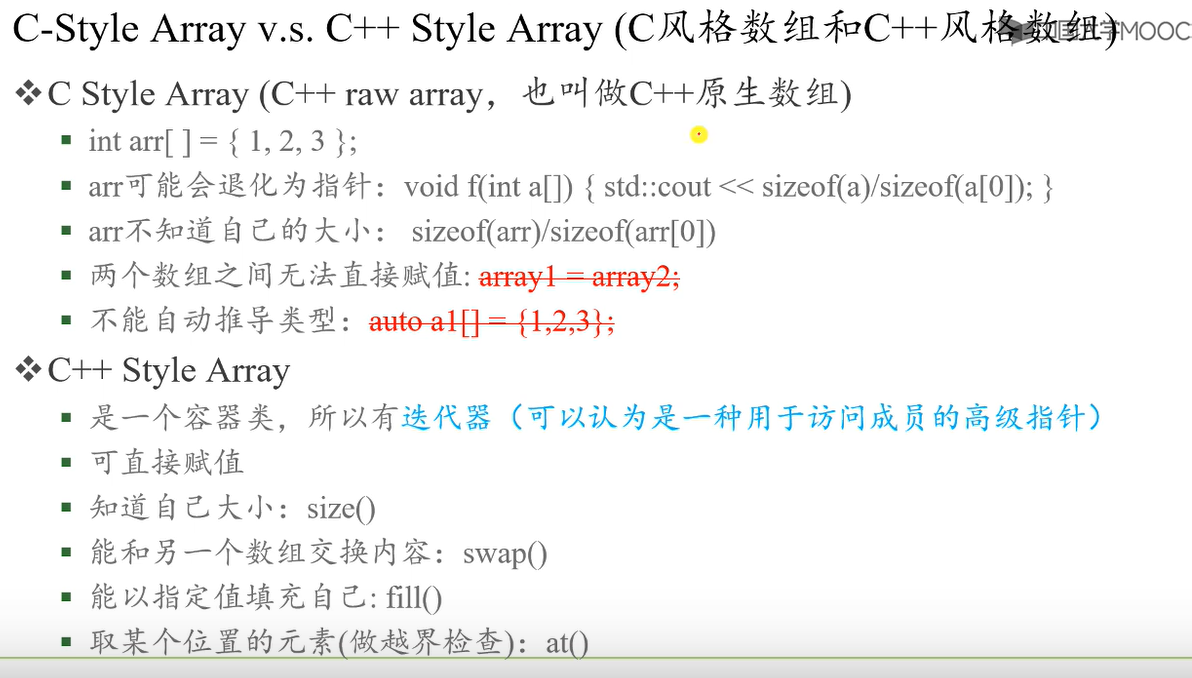 C-Style Array v.s. C++ Style Array (C风格数组和C++风格数组)
中国大学MOOC
❖C Style Array (C++ raw array，也叫做C++原生数组)
▪ int arr[ ] = { 1, 2, 3 };
▪ arr可能会退化为指针：void f(int a[]) { std::cout << sizeof(a)/sizeof(a[0]); }
▪ arr不知道自己的大小： sizeof(arr)/sizeof(arr[0])
▪ 两个数组之间无法直接赋值: array1 = array2;
▪ 不能自动推导类型：auto a1[] = {1,2,3};
❖C++ Style Array
▪ 是一个容器类，所以有迭代器（可以认为是一种用于访问成员的高级指针）
▪ 可直接赋值
▪ 知道自己大小：size()
▪ 能和另一个数组交换内容：swap()
▪ 能以指定值填充自己: fill()
▪ 取某个位置的元素(做越界检查)：at()